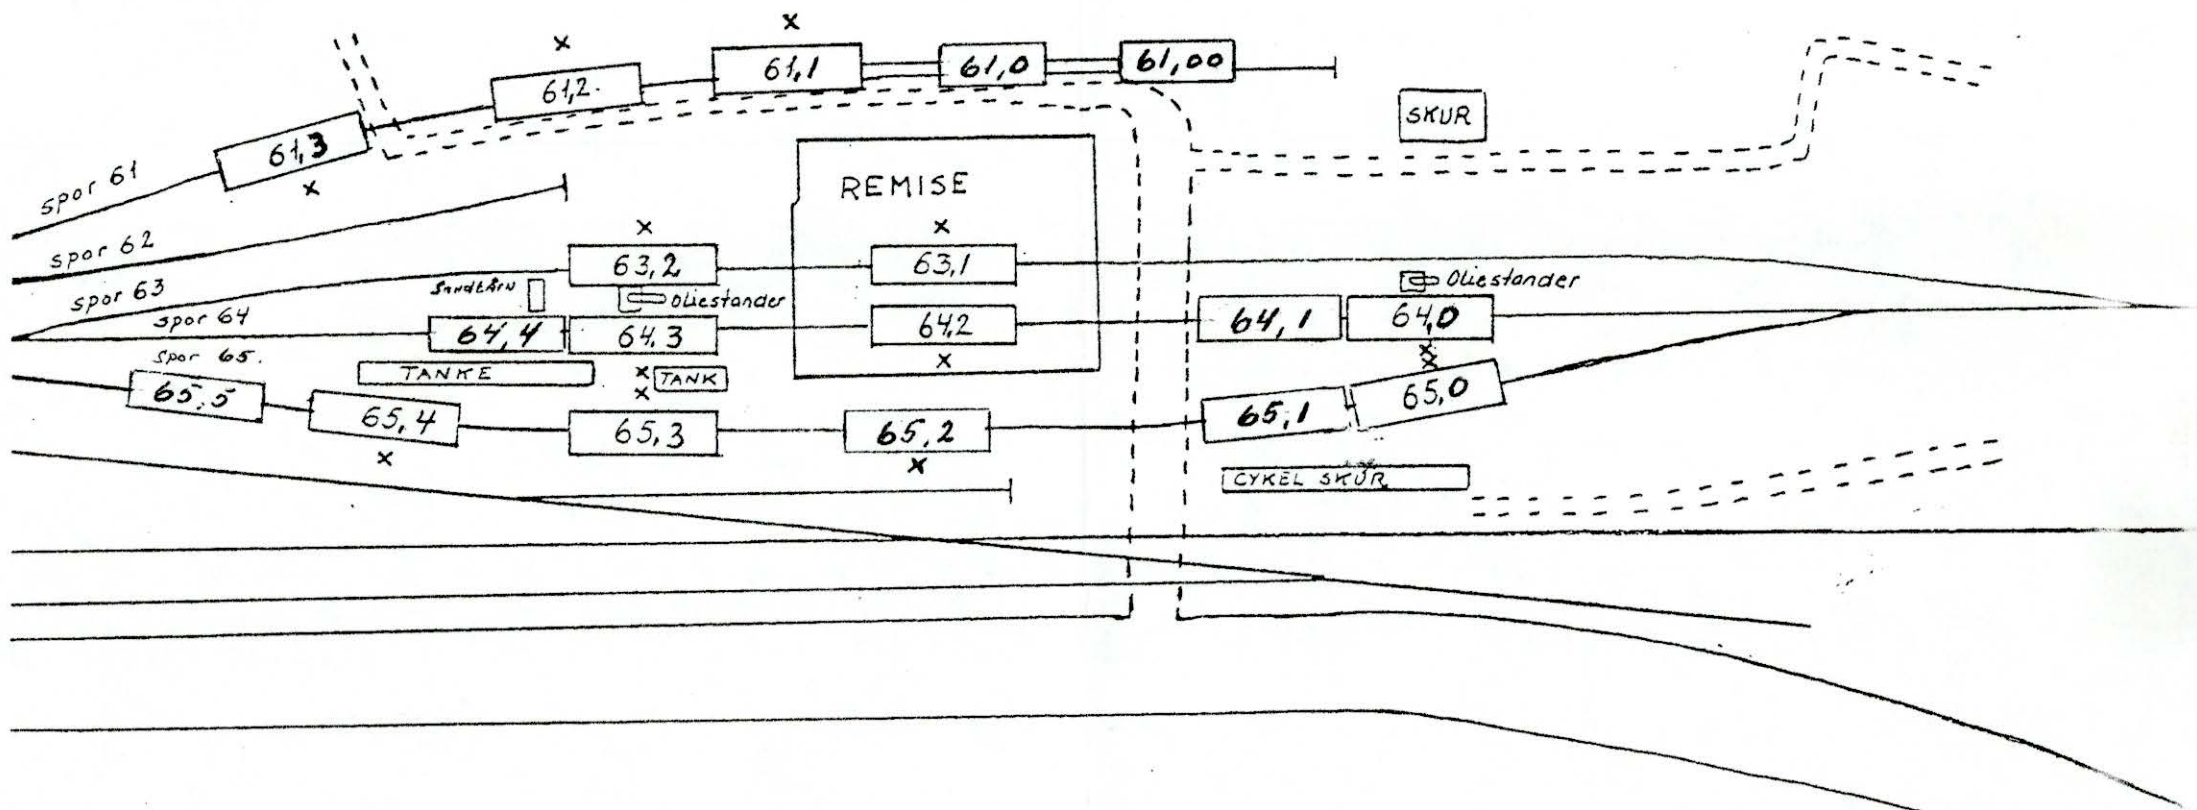 x
x
61,00
61,0
61,1
61,2.
61,3
x
SKUR
spor 61
REMISE
spor 62
x
x
63,2
63,1
spor 63
Sandtårn
Oliestander
Oliestander
spor 64
64,4
64,3
64,2
64,1
64,0
x
x
x
Spor 65.
TANKE
x
x
TANK
65,5
65,4
65,3
65,2
65,1
65,0
x
x
CYKEL SKUR